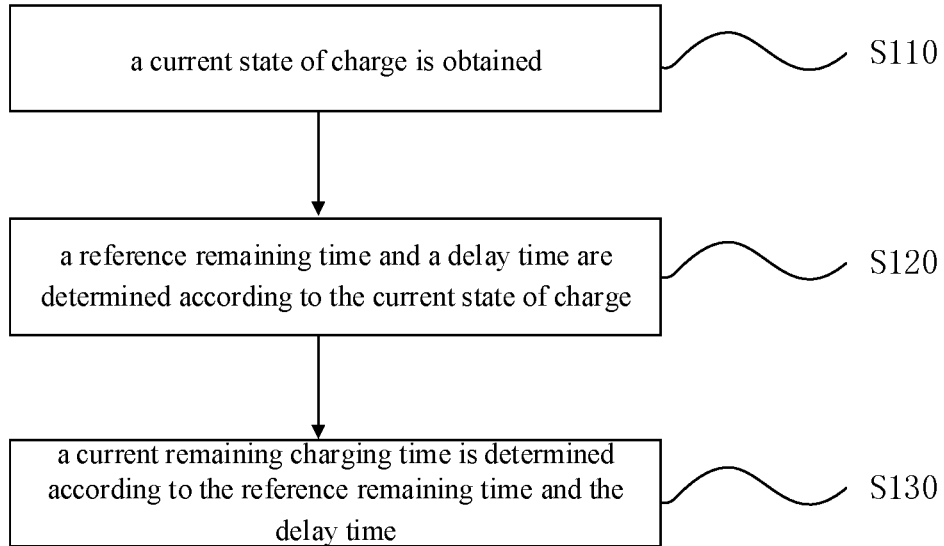 a current state of charge is obtained
S110
a reference remaining time and a delay time are
determined according to the current state of charge
S120
a current remaining charging time is determined
according to the reference remaining time and the
delay time
S130